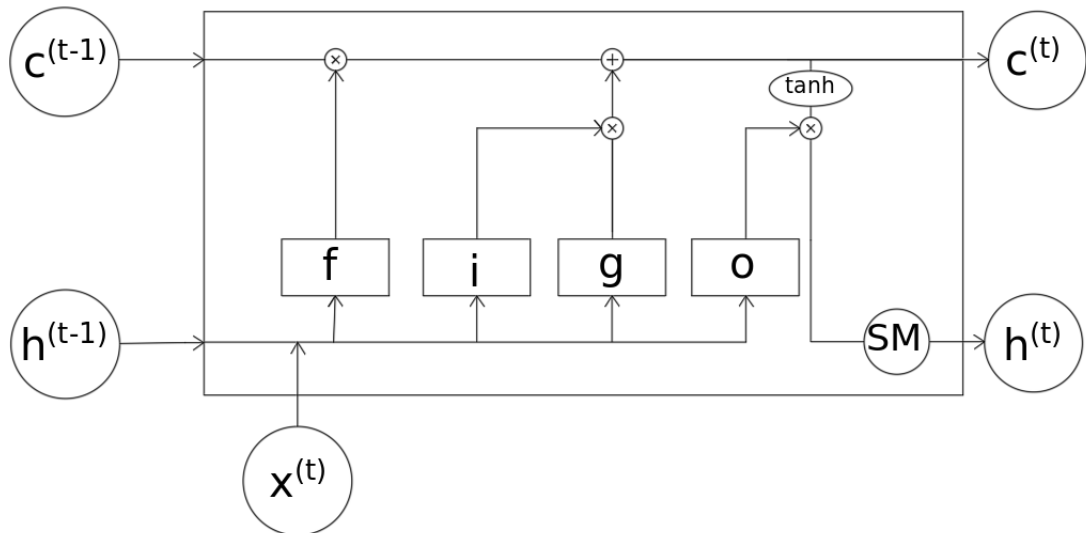 c(t-1)
×
+
c(t)
tanh
×
×
f
i
g
o
h(t-1)
SM
h(t)
x(t)